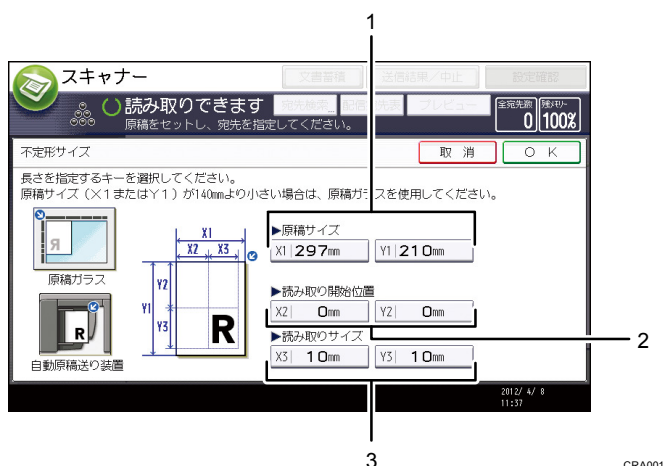 1
スキャナー
文書蓄積
送信結果／中止
設定確認
読み取りできます
プレビュー
全宛先数
残メモリー
原稿をセットし、宛先を指定してください。
0
100%
不定形サイズ
取 消
O K
長さを指定するキーを選択してください。
原稿サイズ（X1またはY1）が140mmより小さい場合は、原稿ガラスを使用してください。
原稿ガラス
自動原稿送り装置
R
X1
X2 X3
Y1
Y2
Y3
R
▶原稿サイズ
X1 297mm Y1 210mm
▶読み取り開始位置
X2 0mm Y2 0mm
2
▶読み取りサイズ
X3 10mm Y3 10mm
2012/ 4/ 8
11:37
3
CRA001